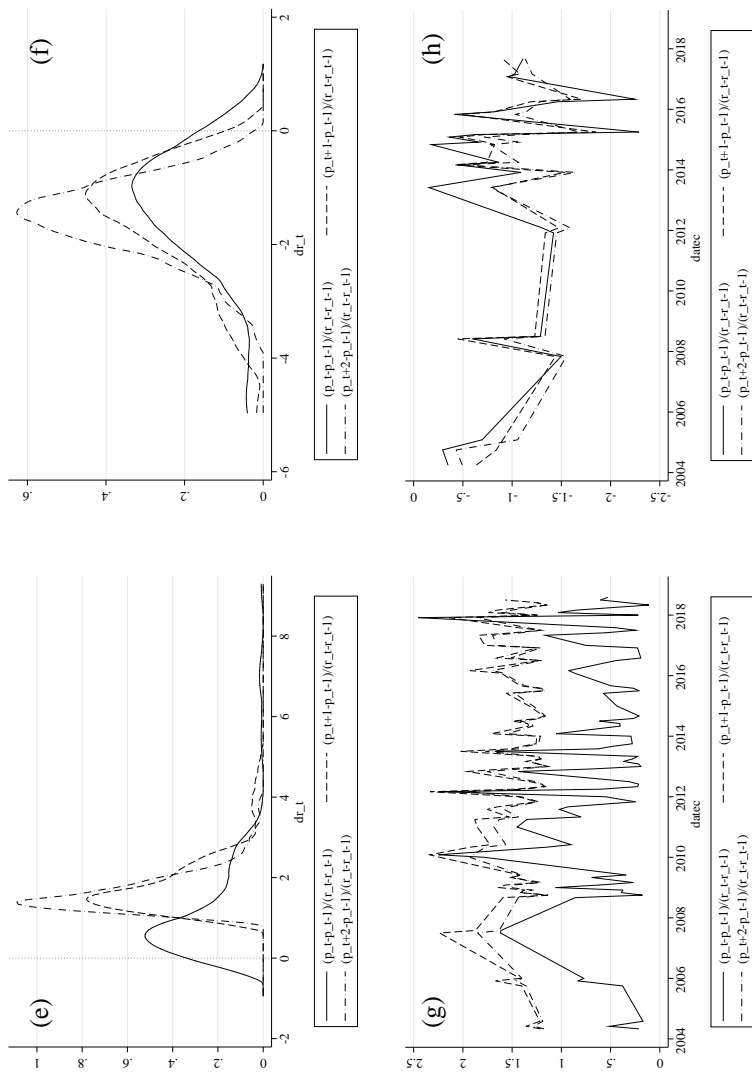 (e)
1
.8
.6
.4
.2
0
-2 0 2 4 6 8
dr_t
(p_t-p_t-1)/(r_t-r_t-1) (p_t+1-p_t-1)/(r_t-r_t-1)
(p_t+2-p_t-1)/(r_t-r_t-1)
(f)
.6
.4
.2
0
-6 -4 -2 0 2
dr_t
(p_t-p_t-1)/(r_t-r_t-1) (p_t+1-p_t-1)/(r_t-r_t-1)
(p_t+2-p_t-1)/(r_t-r_t-1)
(g)
2.5
2
1.5
1
.5
0
2004 2006 2008 2010 2012 2014 2016 2018
datec
(p_t-p_t-1)/(r_t-r_t-1) (p_t+1-p_t-1)/(r_t-r_t-1)
(p_t+2-p_t-1)/(r_t-r_t-1)
(h)
0
-.5
-1
-1.5
-2
-2.5
2004 2006 2008 2010 2012 2014 2016 2018
datec
(p_t-p_t-1)/(r_t-r_t-1) (p_t+1-p_t-1)/(r_t-r_t-1)
(p_t+2-p_t-1)/(r_t-r_t-1)